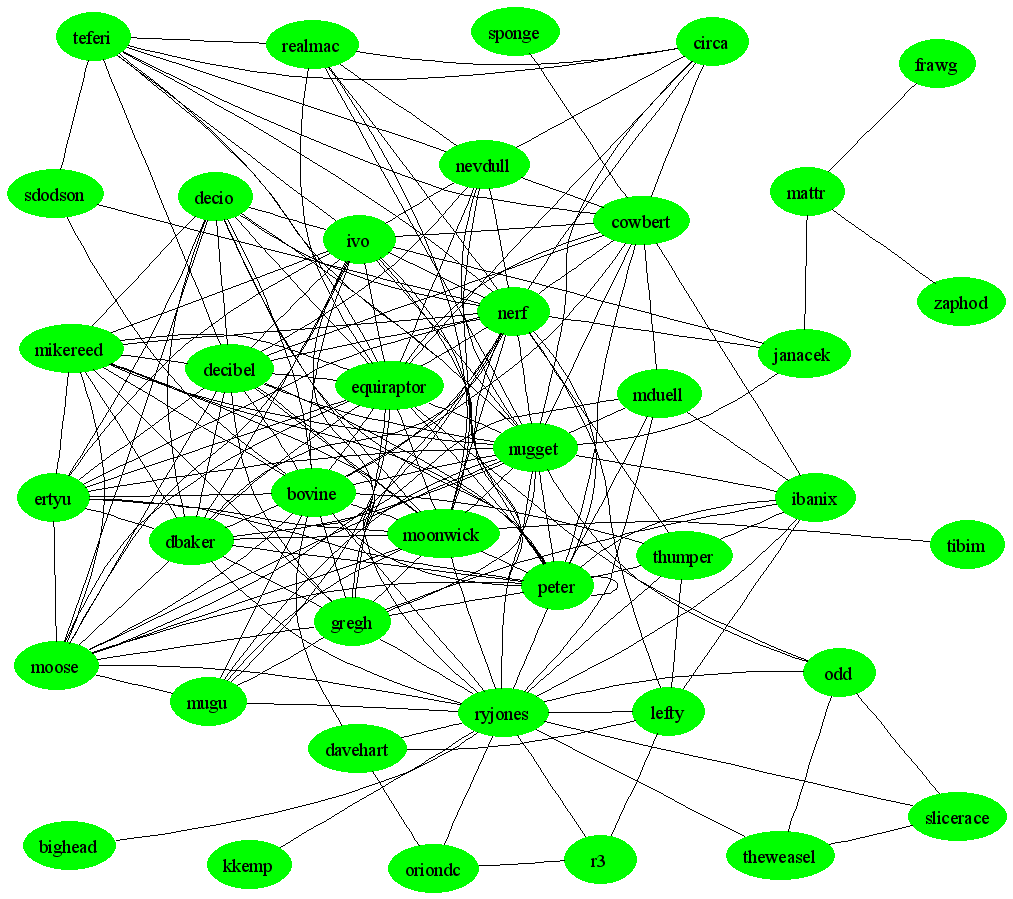 teferi
realmac
sponge
circa
frawg
nevdull
sdodson
decio
mattr
cowbert
ivo
zaphod
nerf
mikereed
janacek
decibel
equiraptor
mduell
nugget
ertyu
bovine
ibanix
dbaker
moonwick
tibim
thumper
peter
gregh
moose
odd
mugu
ryjones
lefty
davehart
slicerace
bighead
kkemp
oriondc
r3
theweasel